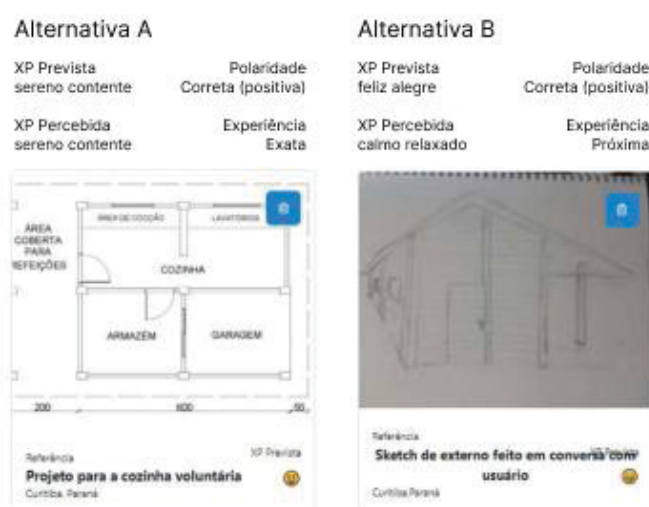 Alternativa A
XP Prevista
sereno contente
Polaridade
Correta (positiva)
XP Percebida
sereno contente
Experiência
Exata
ÁREA
COBERTA
PARA
REFEIÇÕES
ÁREA DE COCÇÃO
COZINHA
ARMAZÉM
GARAGEM
200
600
50
Referência
XP Prevista
Projeto para a cozinha voluntária
Curitiba, Paraná
Alternativa B
XP Prevista
feliz alegre
Polaridade
Correta (positiva)
XP Percebida
calmo relaxado
Experiência
Próxima
Referência
XP Prevista
Sketch de externo feito em conversa com
usuário
Curitiba Paraná